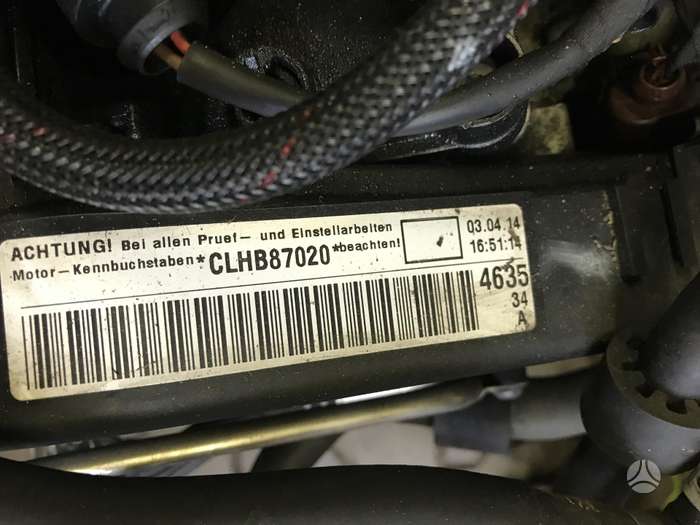 ACHTUNG! Bei allen Pruef- und Einstellarbeiten
Motor-Kennbuchstaben *CLHB87020* beachten!
03.04.14
16:51:14
4635
34
A